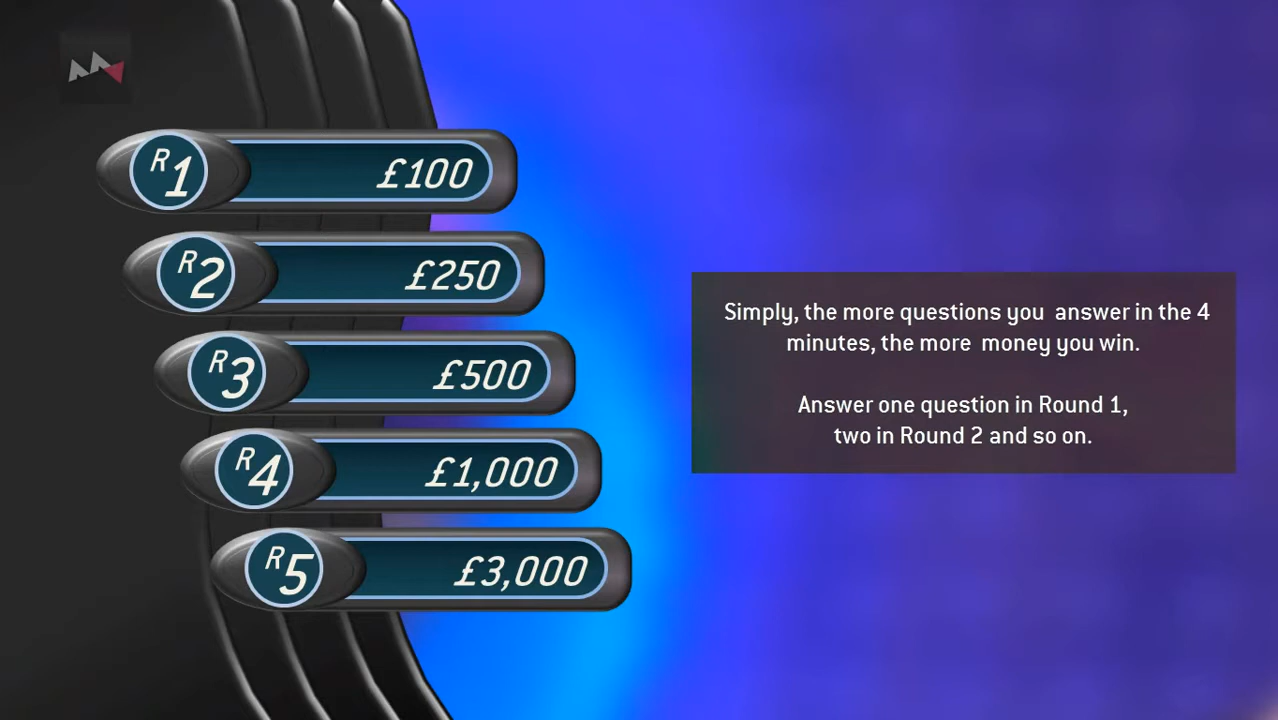 R1 £100
R2 £250
R3 £500
R4 £1,000
R5 £3,000
Simply, the more questions you answer in the 4
minutes, the more money you win.
Answer one question in Round 1,
two in Round 2 and so on.